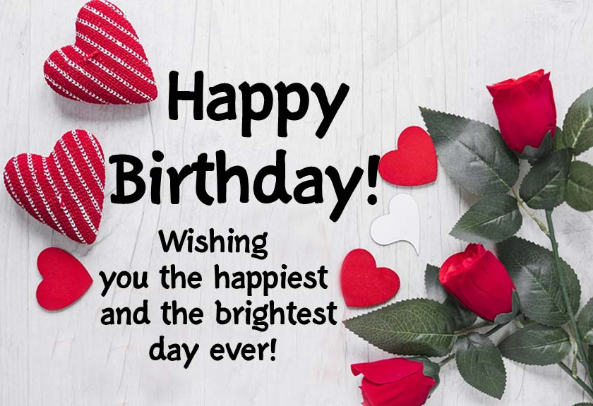 Happy
Birthday!
Wishing
you the happiest
and the brightest
day ever!